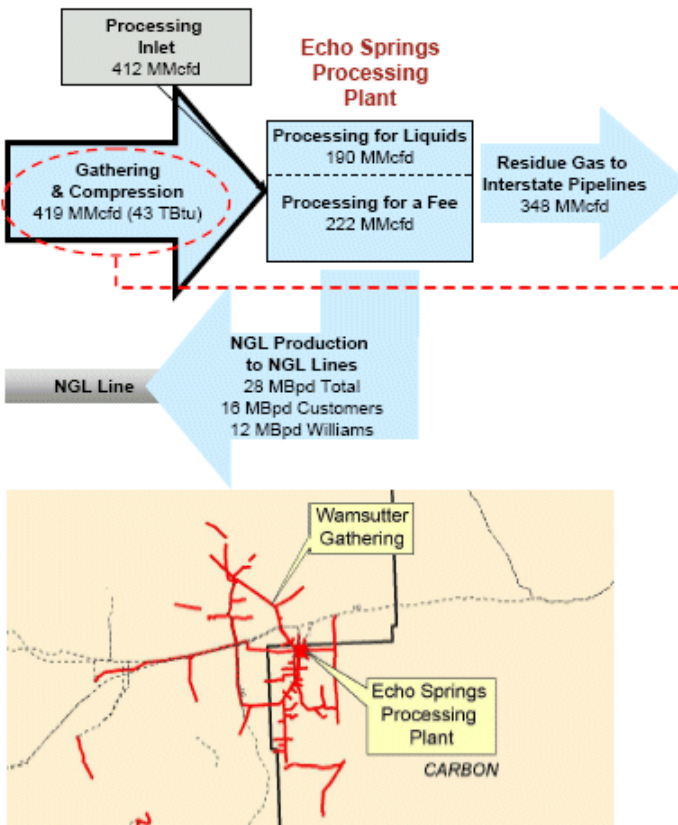 Processing
Inlet
412 MMcfd
Echo Springs
Processing
Plant
Gathering
& Compression
419 MMcfd (43 TBtu)
Processing for Liquids
190 MMcfd
Processing for a Fee
222 MMcfd
Residue Gas to
Interstate Pipelines
348 MMcfd
NGL Line
NGL Production
to NGL Lines
28 MBpd Total
16 MBpd Customers
12 MBpd Williams
Wamsutter
Gathering
Echo Springs
Processing
Plant
CARBON